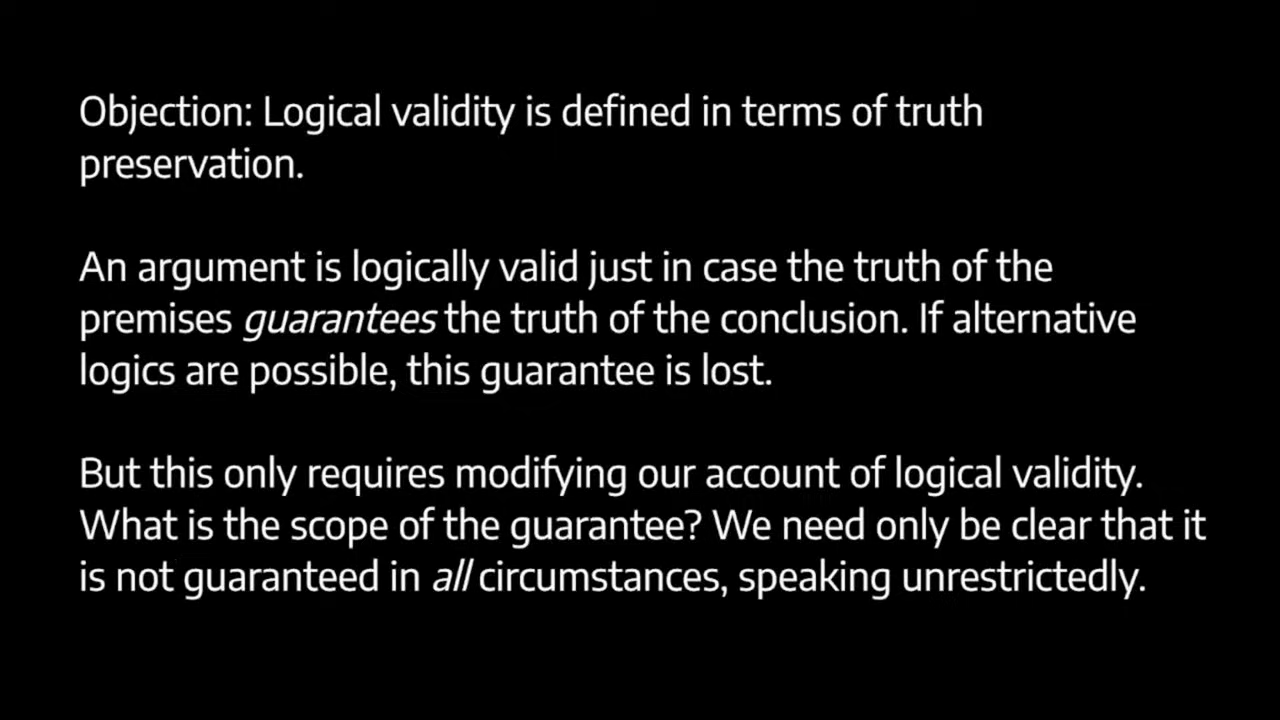 Objection: Logical validity is defined in terms of truth
preservation.
An argument is logically valid just in case the truth of the
premises guarantees the truth of the conclusion. If alternative
logics are possible, this guarantee is lost.
But this only requires modifying our account of logical validity.
What is the scope of the guarantee? We need only be clear that it
is not guaranteed in all circumstances, speaking unrestrictedly.